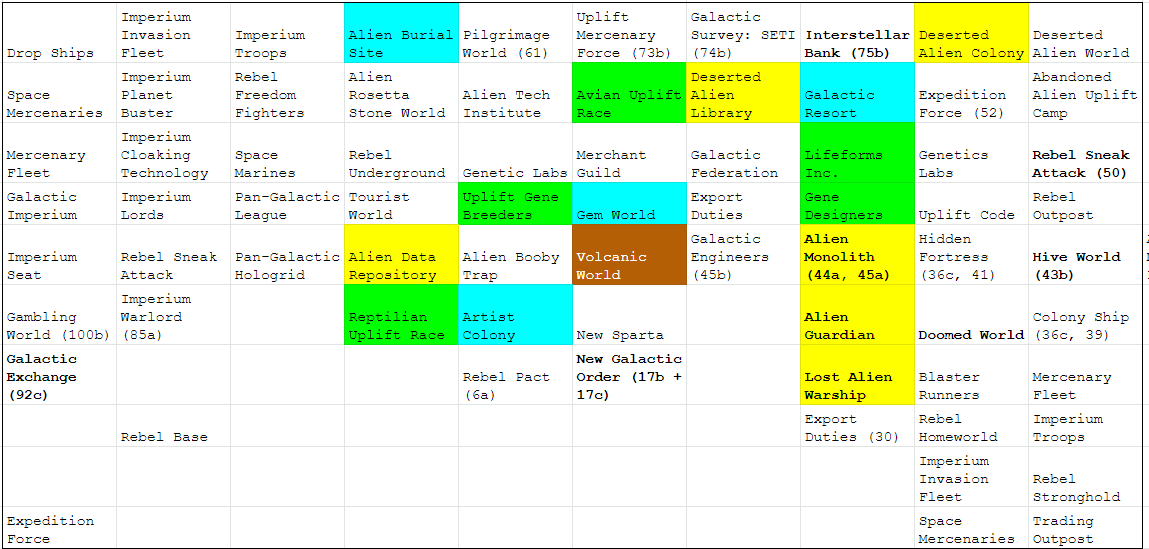 Drop Ships
Imperium
Invasion
Fleet
Imperium
Troops
Alien Burial
Site
Pilgrimage
World (61)
Uplift
Mercenary
Force (73b)
Galactic
Survey: SETI
(74b)
Interstellar
Bank (75b)
Deserted
Alien Colony
Deserted
Alien World
Space
Mercenaries
Imperium
Planet
Buster
Rebel
Freedom
Fighters
Alien
Rosetta
Stone World
Alien Tech
Institute
Avian Uplift
Race
Deserted
Alien
Library
Galactic
Resort
Expedition
Force (52)
Abandoned
Alien Uplift
Camp
Mercenary
Fleet
Imperium
Cloaking
Technology
Space
Marines
Rebel
Underground
Genetic Labs
Merchant
Guild
Galactic
Federation
Lifeforms
Inc.
Genetics
Labs
Rebel Sneak
Attack (50)
Galactic
Imperium
Imperium
Lords
Pan-Galactic
League
Tourist
World
Uplift Gene
Breeders
Gem World
Export
Duties
Gene
Designers
Uplift Code
Rebel
Outpost
Imperium
Seat
Rebel Sneak
Attack
Pan-Galactic
Hologrid
Alien Data
Repository
Alien Booby
Trap
Volcanic
World
Galactic
Engineers
(45b)
Alien
Monolith
(44a, 45a)
Hidden
Fortress
(36c, 41)
Hive World
(43b)
Gambling
World (100b)
Imperium
Warlord
(85a)
Reptilian
Uplift Race
Artist
Colony
New Sparta
Alien
Guardian
Doomed World
Colony Ship
(36c, 39)
Galactic
Exchange
(92c)
Rebel Pact
(6a)
New Galactic
Order (17b +
17c)
Lost Alien
Warship
Blaster
Runners
Mercenary
Fleet
Rebel Base
Export
Duties (30)
Rebel
Homeworld
Imperium
Troops
Imperium
Invasion
Fleet
Rebel
Stronghold
Expedition
Force
Space
Mercenaries
Trading
Outpost